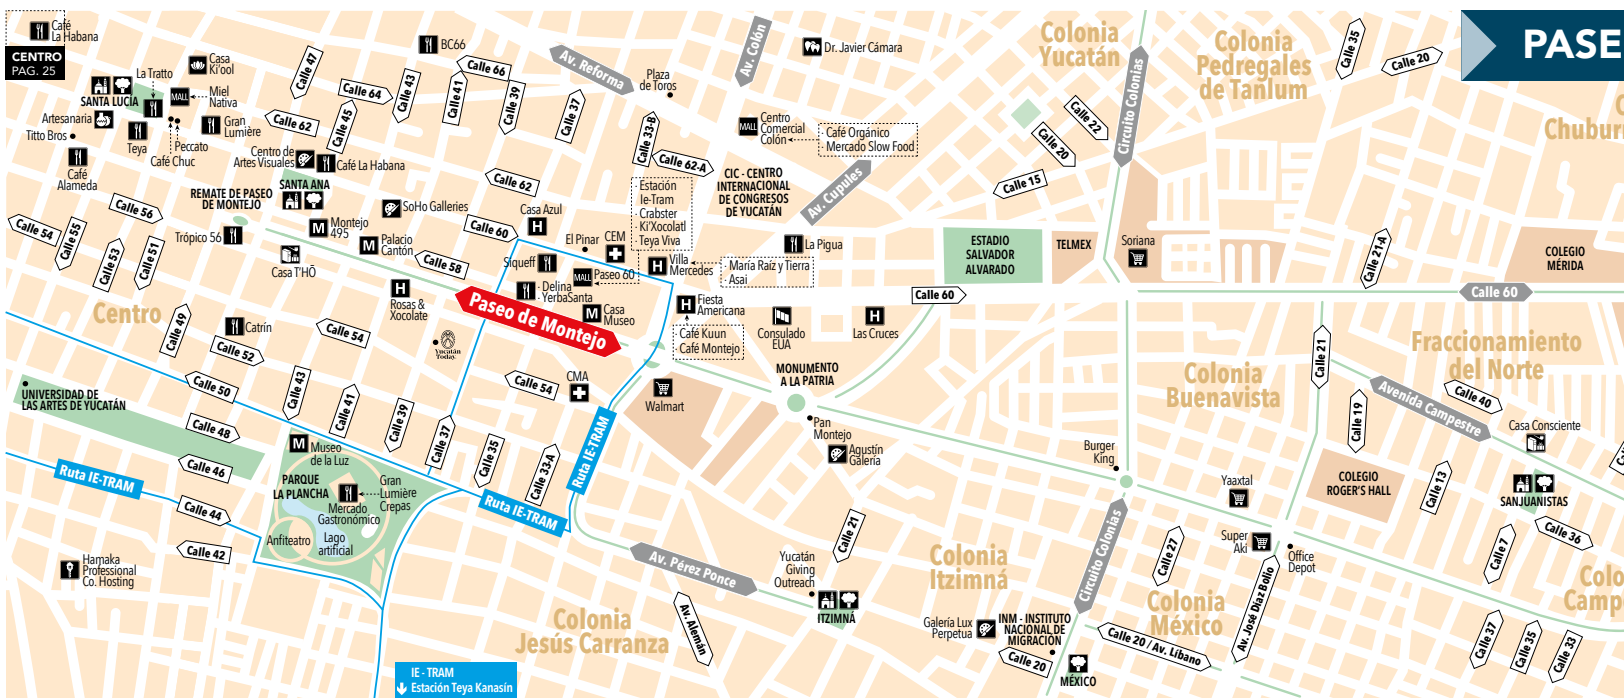 Café
La Habana
CENTRO
PAG. 25
La Tratto
Casa
Ki'ool
MALL
Miel
Nativa
SANTA LUCÍA
Artesanaria
Titto Bros
Teya
Peccato
Café Chuc
Gran
Lumière
Café
Alameda
Centro de
Artes Visuales
Café La Habana
BC66
Calle 47
Calle 64
Calle 43
Calle 66
Calle 41
Calle 39
Calle 62
Calle 45
Calle 37
Av. Reforma
Plaza
de Toros
Av. Colón
Dr. Javier Cámara
Calle 33-B
Calle 62-A
MALL
Centro
Comercial
Colón
· Café Orgánico
· Mercado Slow Food
Av. Cupules
CIC - CENTRO
INTERNACIONAL
DE CONGRESOS
DE YUCATÁN
Colonia
Yucatán
Circuito Colonias
Calle 22
Calle 20
Calle 15
Colonia
Pedregales
de Tanlum
Calle 35
Calle 20
PASE
Chubur
REMATE DE PASEO
DE MONTEJO
SANTA ANA
Calle 62
SoHo Galleries
Montejo
495
Palacio
Cantón
Calle 60
Casa Azul
El Pinar
CEM
· Estación
Ie-Tram
· Crabster
· Ki'Xocolatl
· Teya Viva
La Pigua
Villa
Mercedes
· María Raíz y Tierra
· Asai
ESTADIO
SALVADOR
ALVARADO
TELMEX
Soriana
Calle 21-A
COLEGIO
MÉRIDA
Calle 56
Calle 54
Calle 55
Calle 53
Calle 51
Trópico 56
Casa T'HŌ
Calle 58
Siqueff
MALL
Paseo 60
· Delina
· YerbaSanta
Casa
Museo
Paseo de Montejo
Rosas &
Xocolate
Yucatán
Today
Fiesta
Americana
· Café Kuun
· Café Montejo
Consulado
EUA
Las Cruces
Calle 60
Calle 60
Centro
Calle 49
Catrín
Calle 52
Calle 54
Calle 54
CMA
Walmart
MONUMENTO
A LA PATRIA
Colonia
Buenavista
Calle 21
Fraccionamiento
del Norte
Avenida Campestre
Calle 40
UNIVERSIDAD DE
LAS ARTES DE YUCATÁN
Calle 50
Calle 43
Calle 41
Calle 39
Calle 37
Calle 35
Calle 33-A
Calle 48
Calle 46
Museo
de la Luz
PARQUE
LA PLANCHA
Gran
Lumière
Crepas
Mercado
Gastronómico
Anfiteatro
Lago
artificial
Ruta IE-TRAM
Ruta IE-TRAM
Ruta IE-TRAM
Calle 44
Calle 42
Hamaka
Professional
Co. Hosting
Pan
Montejo
Agustín
Galería
Burger
King
Calle 19
COLEGIO
ROGER'S HALL
Calle 13
Casa Consciente
SANJUANISTAS
Calle 36
Yaaxtal
Super
Aki
Office
Depot
Calle 7
Av. Pérez Ponce
Yucatán
Giving
Outreach
Calle 21
ITZIMNÁ
Colonia
Itzimná
Circuito Colonias
Calle 27
Colonia
México
Av. José Díaz Bolio
Colonia
Jesús Carranza
Av. Alemán
Galería Lux
Perpetua
INM - INSTITUTO
NACIONAL DE
MIGRACIÓN
Calle 20
MÉXICO
Calle 20 / Av. Líbano
Calle 37
Calle 35
Calle 33
Colo
Camp
IE - TRAM
Estación Teya Kanasín